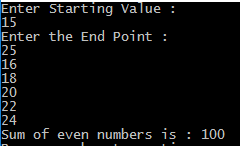 Enter Starting Value :
15
Enter the End Point :
25
16
18
20
22
24
Sum of even numbers is : 100